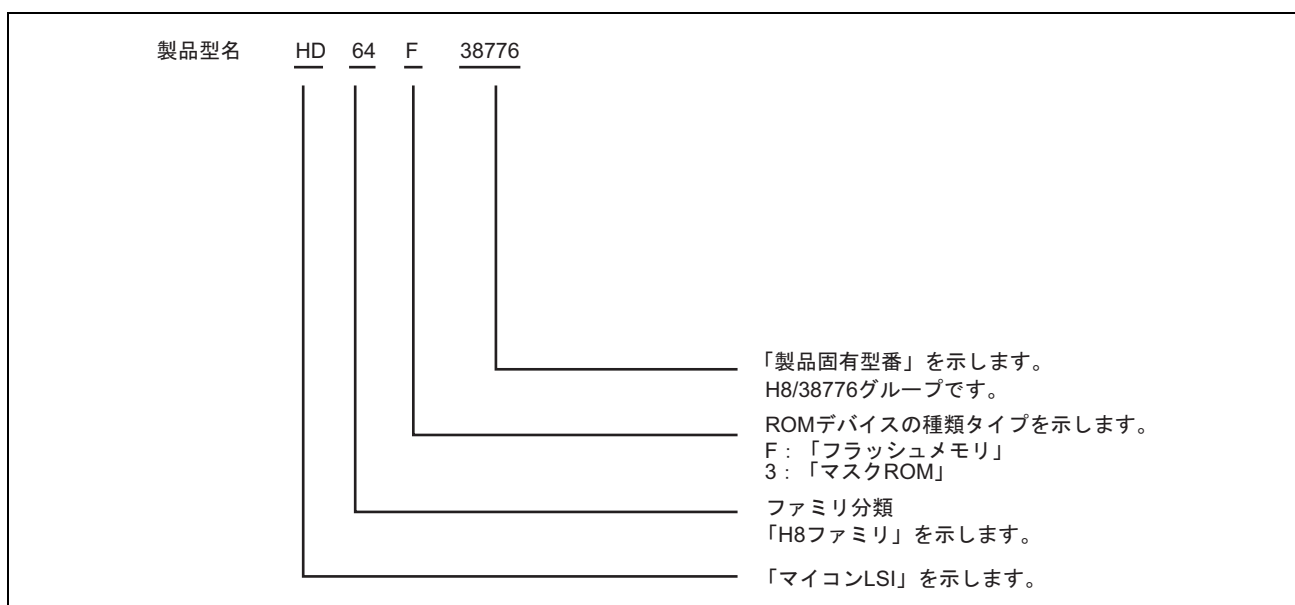 製品型名 HD 64 F 38776
「製品固有型番」を示します。
H8/38776グループです。
ROMデバイスの種類タイプを示します。
F：「フラッシュメモリ」
3：「マスクROM」
ファミリ分類
「H8ファミリ」を示します。
「マイコンLSI」を示します。